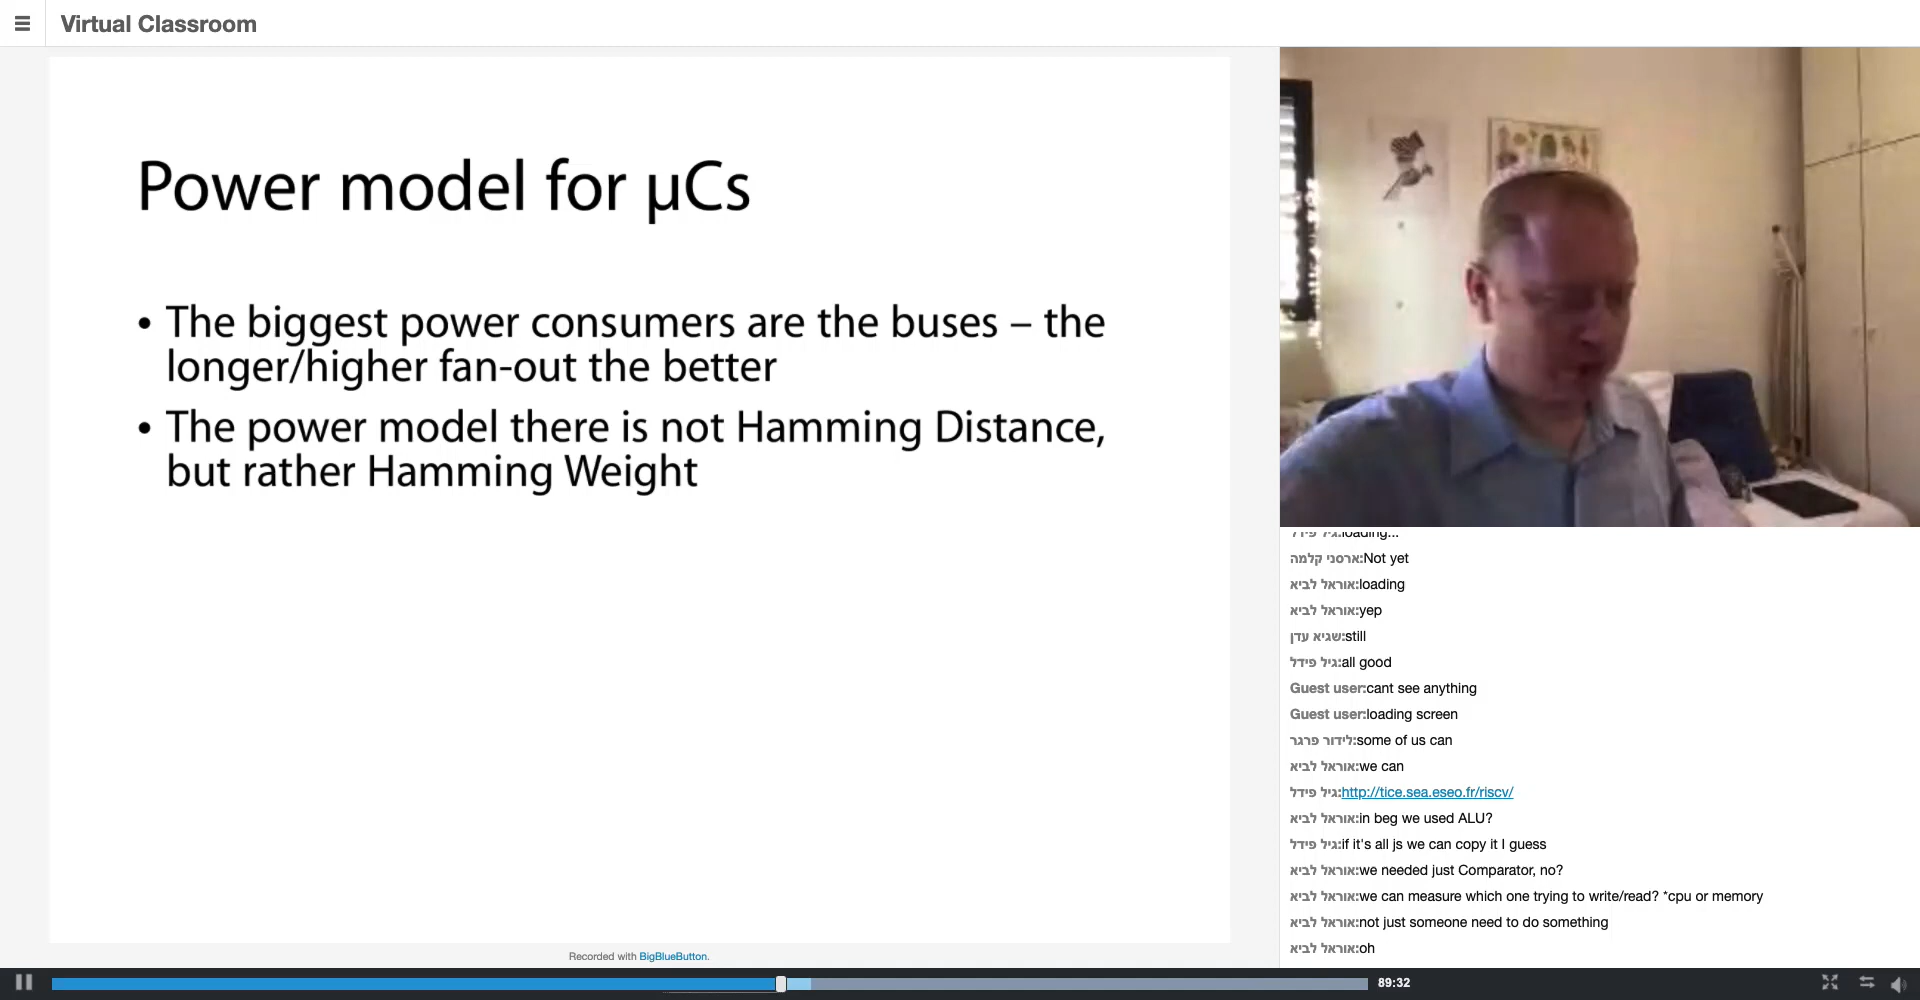 Virtual Classroom
Power model for µCs
• The biggest power consumers are the buses – the
longer/higher fan-out the better
• The power model there is not Hamming Distance,
but rather Hamming Weight
Recorded with BigBlueButton.
גיל פידל:loading...
ארסני קלמה:Not yet
אוראל לביא:loading
אוראל לביא:yep
שגיא עדן:still
גיל פידל:all good
Guest user:cant see anything
Guest user:loading screen
לידור פרגר:some of us can
אוראל לביא:we can
גיל פידל:http://tice.sea.eseo.fr/riscv/
אוראל לביא:in beg we used ALU?
גיל פידל:if it's all js we can copy it I guess
אוראל לביא:we needed just Comparator, no?
אוראל לביא:we can measure which one trying to write/read? *cpu or memory
אוראל לביא:not just someone need to do something
אוראל לביא:oh
89:32